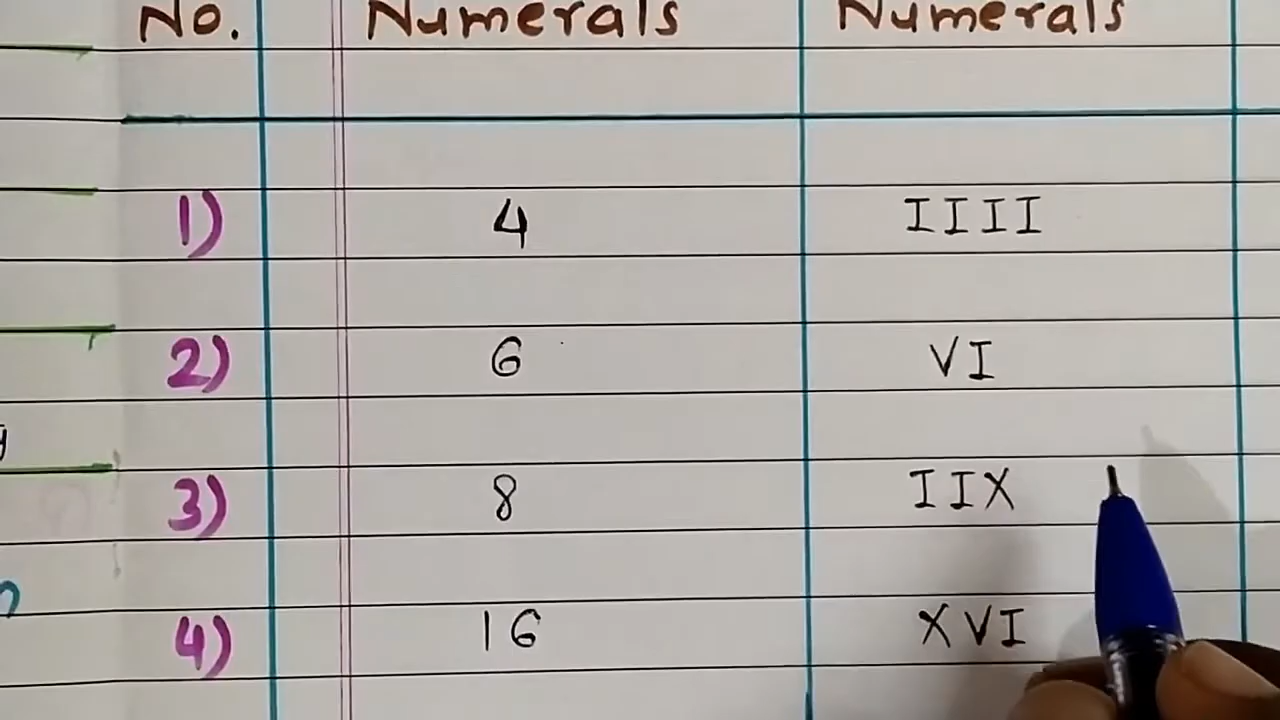 No. Numerals Numerals
1) 4 IIII
2) 6 VI
3) 8 IIX
4) 16 XVI